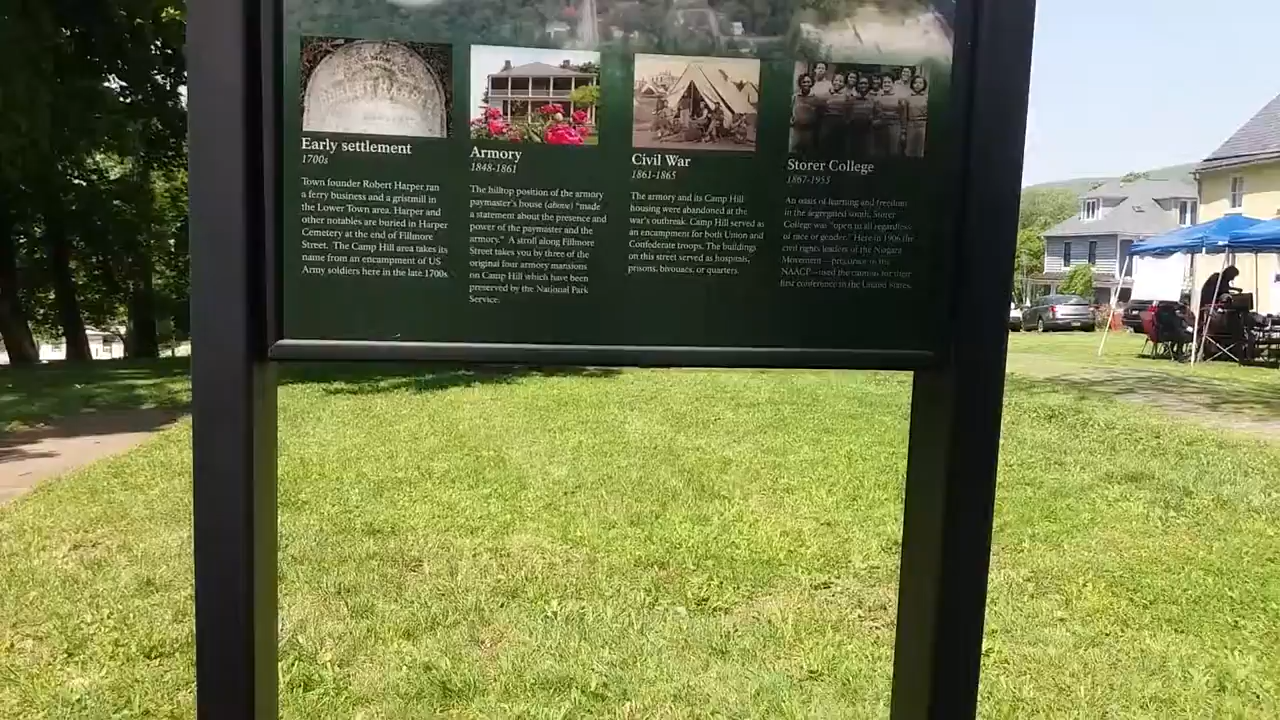 Early settlement
1700s
Town founder Robert Harper ran
a ferry business and a gristmill in
the Lower Town area. Harper and
other notables are buried in Harper
Cemetery at the end of Fillmore
Street. The Camp Hill area takes its
name from an encampment of US
Army soldiers here in the late 1700s.
Armory
1848-1861
The hilltop position of the armory
paymaster's house (above) "made
a statement about the presence and
power of the paymaster and the
armory." A stroll along Fillmore
Street takes you by three of the
original four armory mansions
on Camp Hill which have been
preserved by the National Park
Service.
Civil War
1861-1865
The armory and its Camp Hill
housing were abandoned at the
war's outbreak. Camp Hill served as
an encampment for both Union and
Confederate troops. The buildings
on this street served as hospitals,
prisons, bivouacs, or quarters.
Storer College
1867-1955
An oasis of learning and freedom
in the segregated south, Storer
College was "open to all regardless
of race or gender." Here in 1906 the
civil rights leaders of the Niagara
Movement—precursor to the
NAACP—used the campus for their
first conference in the United States.